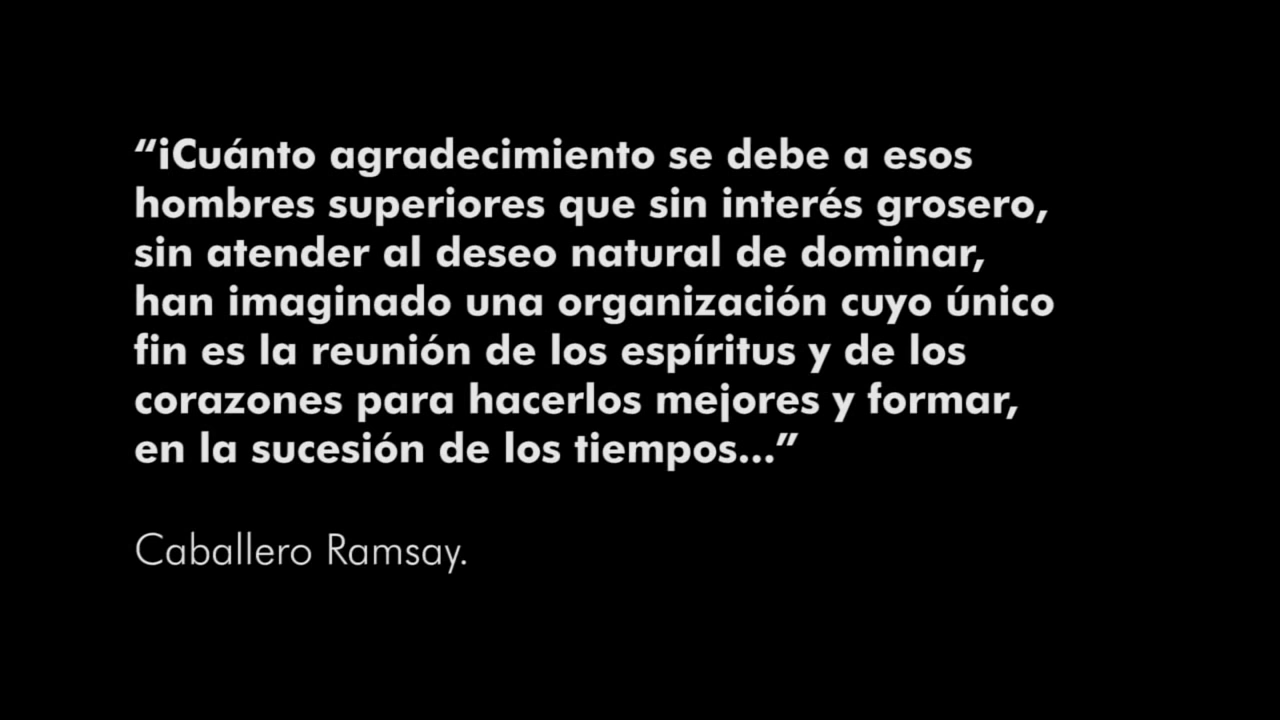 “¡Cuánto agradecimiento se debe a esos
hombres superiores que sin interés grosero,
sin atender al deseo natural de dominar,
han imaginado una organización cuyo único
fin es la reunión de los espíritus y de los
corazones para hacerlos mejores y formar,
en la sucesión de los tiempos...”
Caballero Ramsay.